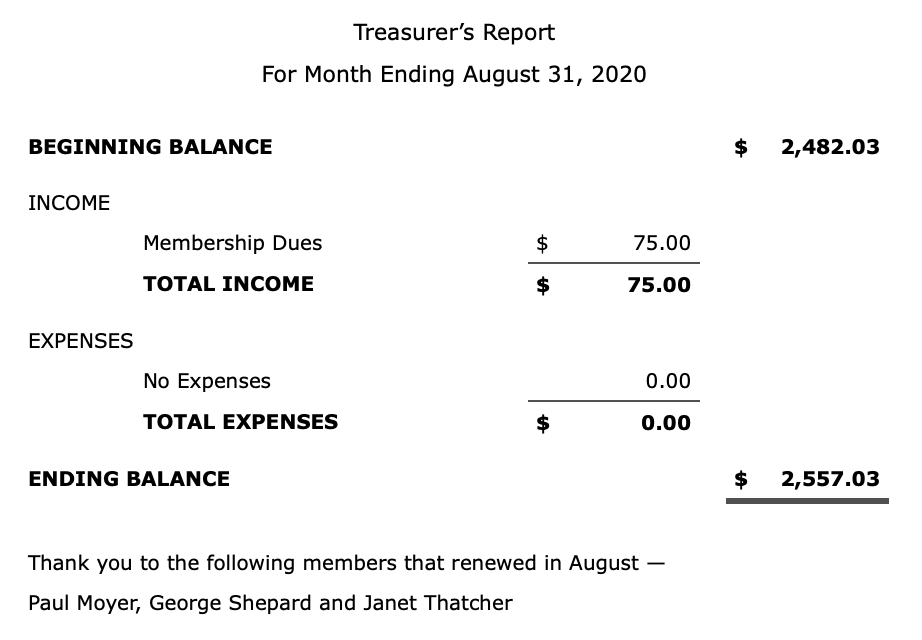 Treasurer’s Report
For Month Ending August 31, 2020
BEGINNING BALANCE $ 2,482.03
INCOME
Membership Dues $ 75.00
TOTAL INCOME $ 75.00
EXPENSES
No Expenses 0.00
TOTAL EXPENSES $ 0.00
ENDING BALANCE $ 2,557.03
Thank you to the following members that renewed in August —
Paul Moyer, George Shepard and Janet Thatcher